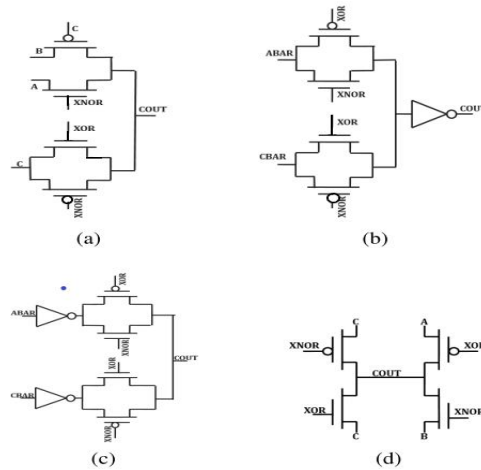 C
B
A
XNOR
COUT
XOR
C
XNOR
(a)
XOR
ABAR
XNOR
COUT
XOR
CBAR
XNOR
(b)
XOR
ABAR
XNOR
COUT
XOR
CBAR
XNOR
(c)
C A
XNOR XOR
COUT
XOR XNOR
C B
(d)